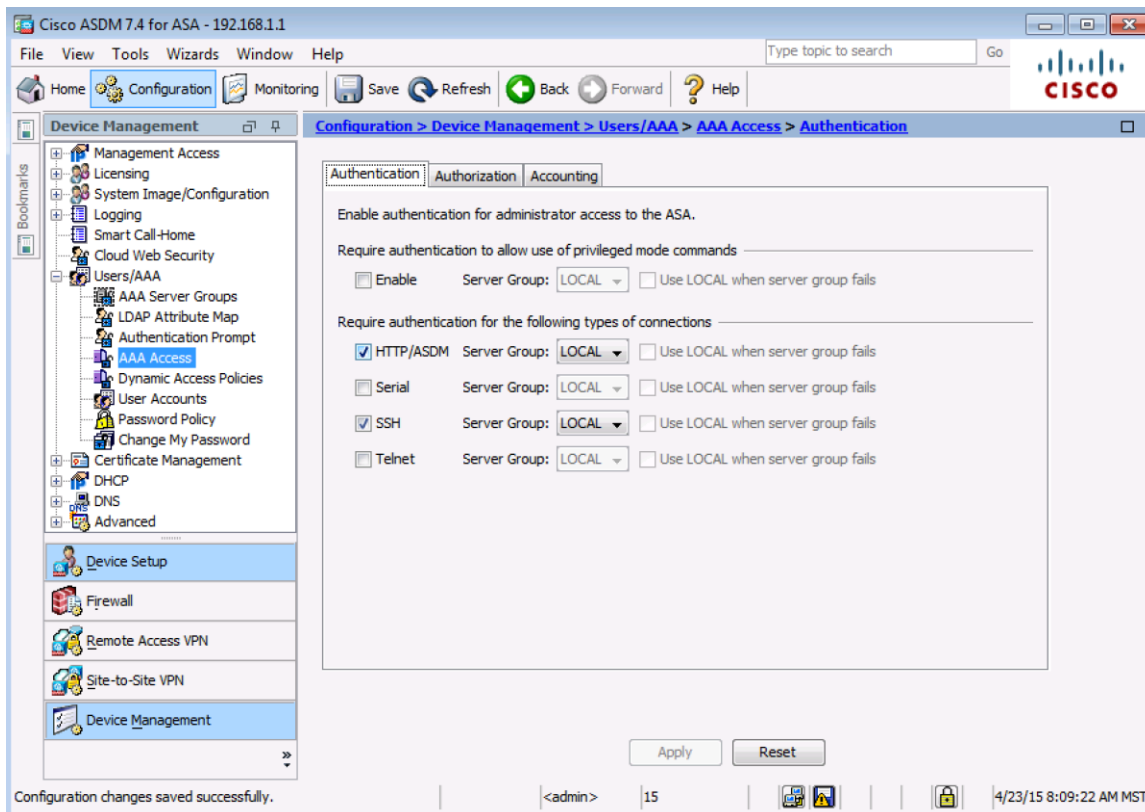 Cisco ASDM 7.4 for ASA - 192.168.1.1
File View Tools Wizards Window Help
Type topic to search Go
Home Configuration Monitoring Save Refresh Back Forward Help
CISCO
Bookmarks
Device Management
Management Access
Licensing
System Image/Configuration
Logging
Smart Call-Home
Cloud Web Security
Users/AAA
AAA Server Groups
LDAP Attribute Map
Authentication Prompt
AAA Access
Dynamic Access Policies
User Accounts
Password Policy
Change My Password
Certificate Management
DHCP
DNS
DNS
Advanced
Device Setup
Firewall
Remote Access VPN
Site-to-Site VPN
Device Management
»
Configuration > Device Management > Users/AAA > AAA Access > Authentication
Authentication Authorization Accounting
Enable authentication for administrator access to the ASA.
Require authentication to allow use of privileged mode commands
Enable Server Group: LOCAL Use LOCAL when server group fails
Require authentication for the following types of connections
HTTP/ASDM Server Group: LOCAL Use LOCAL when server group fails
Serial Server Group: LOCAL Use LOCAL when server group fails
SSH Server Group: LOCAL Use LOCAL when server group fails
Telnet Server Group: LOCAL Use LOCAL when server group fails
Apply Reset
Configuration changes saved successfully. <admin> 15 4/23/15 8:09:22 AM MST